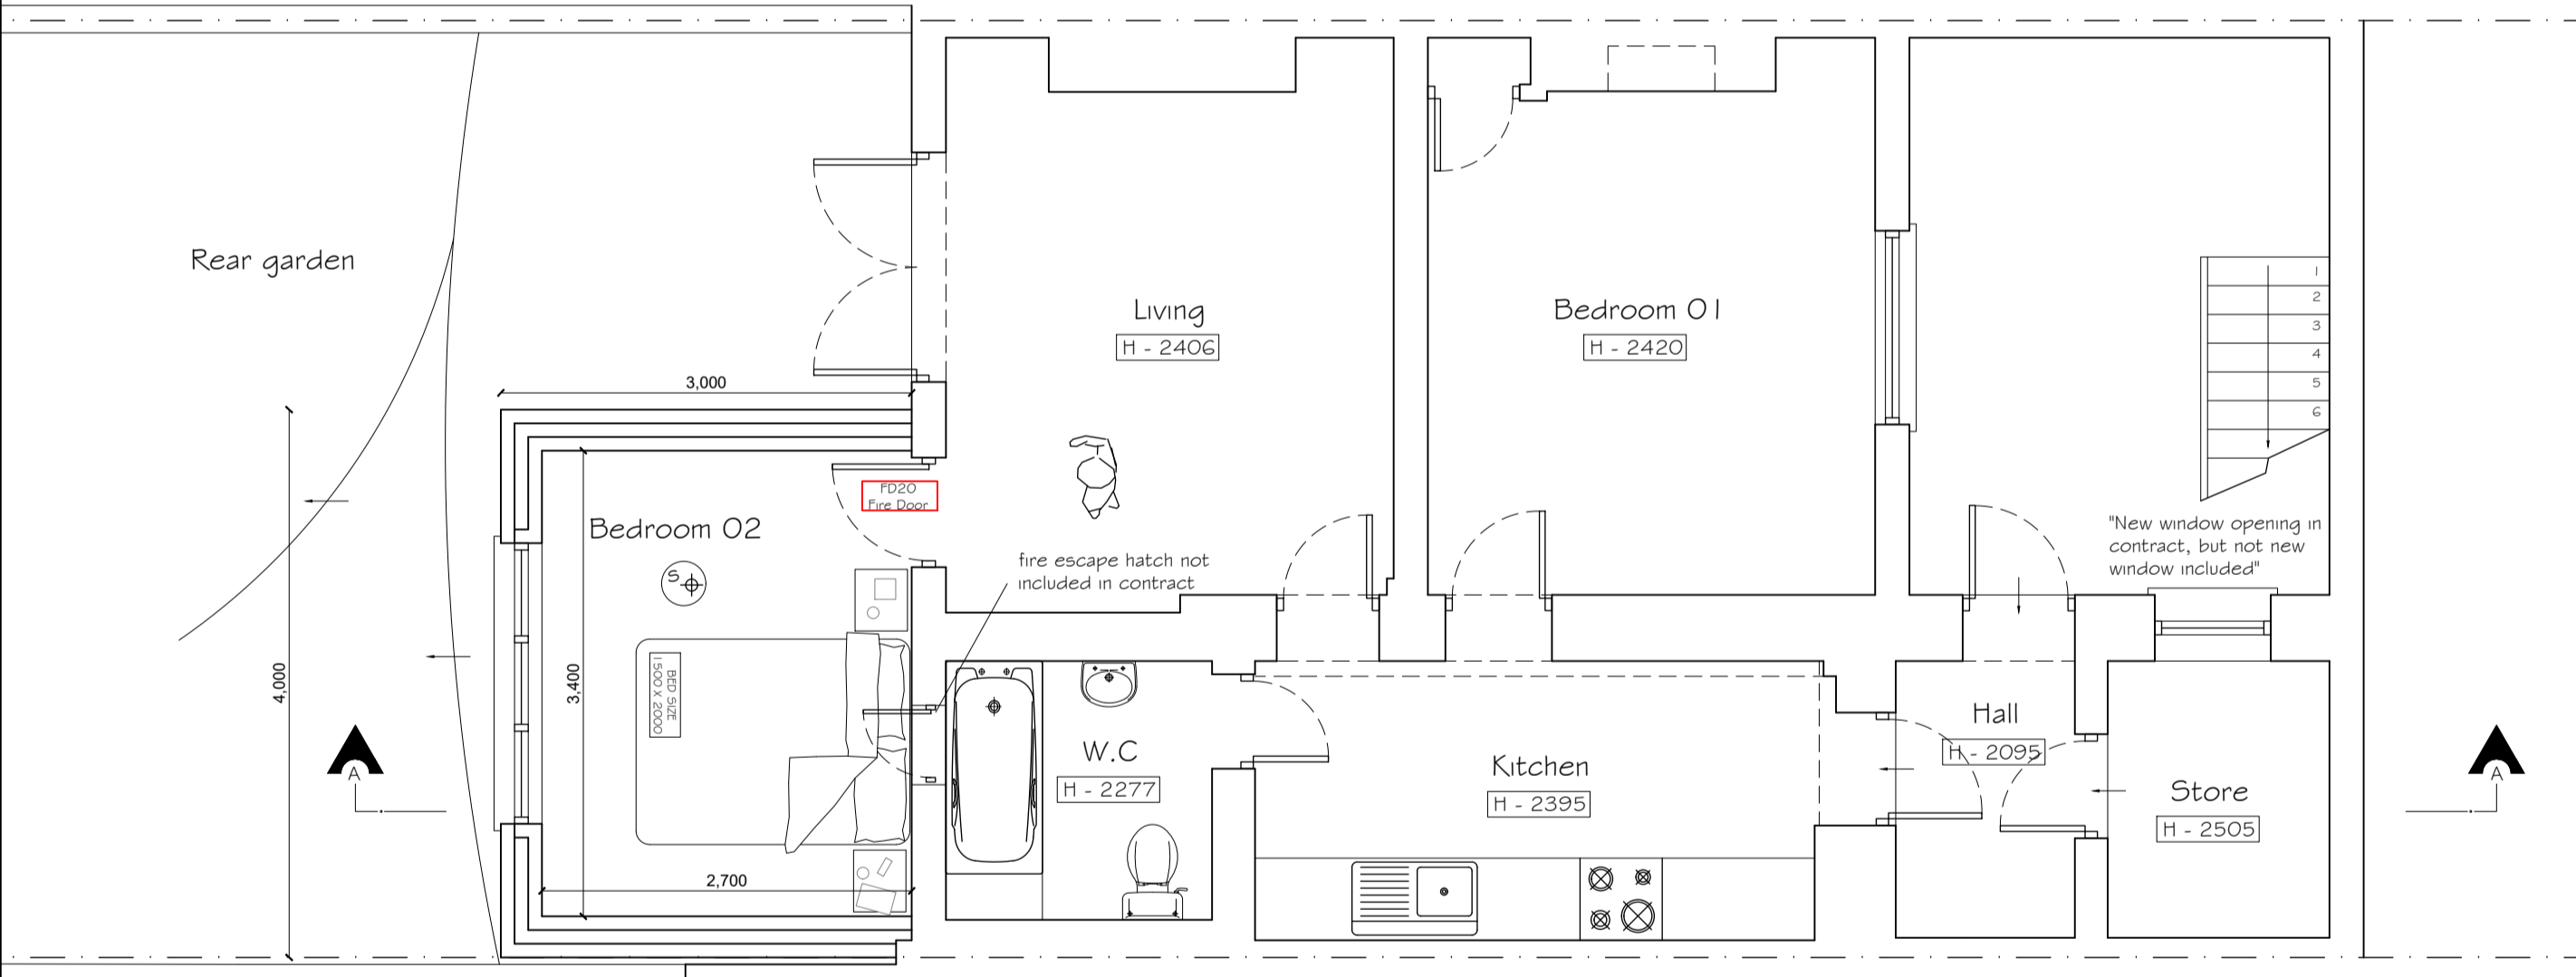 Rear garden
3,000
4,000
3,400
2,700
Bedroom 02
S
BED SIZE
1500 X 2000
FD20
Fire Door
Living
H - 2406
fire escape hatch not
included in contract
Bedroom 01
H - 2420
1
2
3
4
5
6
"New window opening in
contract, but not new
window included"
W.C
H - 2277
Kitchen
H - 2395
Hall
H - 2095
Store
H - 2505
A
A